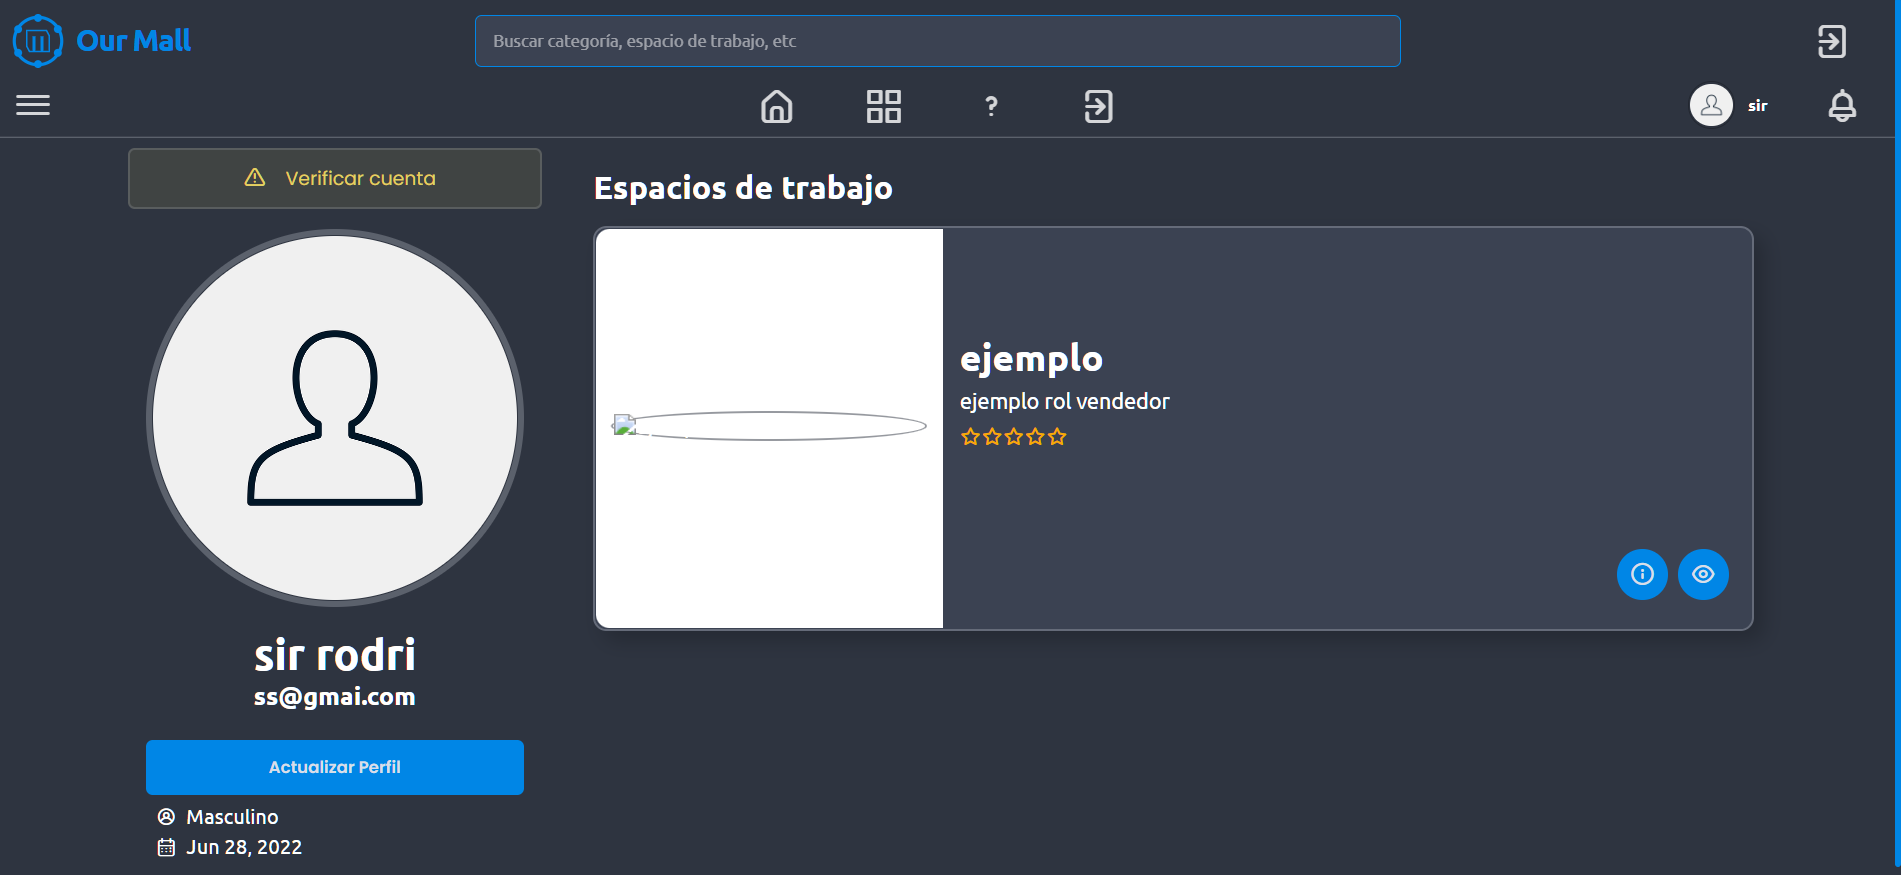 Our Mall
Buscar categoría, espacio de trabajo, etc
?
sir
Verificar cuenta
Espacios de trabajo
ejemplo
ejemplo rol vendedor
sir rodri
ss@gmai.com
Actualizar Perfil
Masculino
Jun 28, 2022